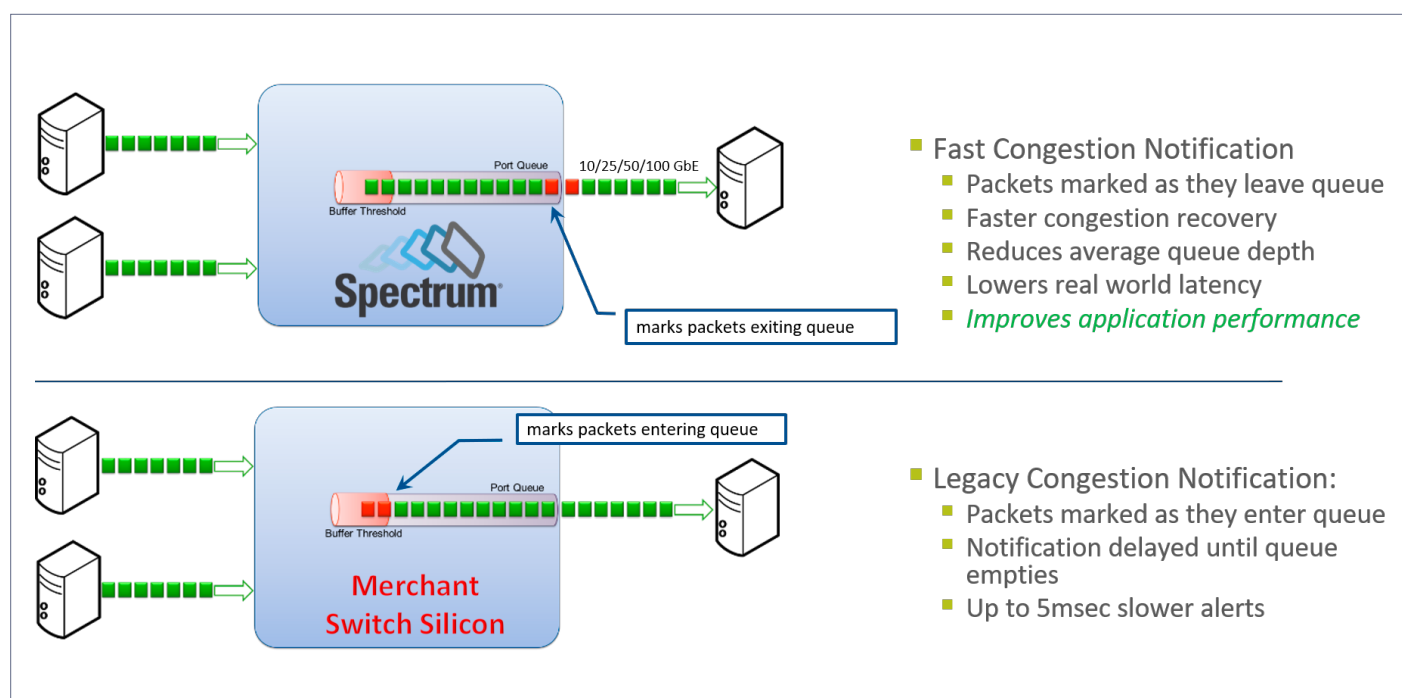 Port Queue
10/25/50/100 GbE
Buffer Threshold
Spectrum
marks packets exiting queue
Fast Congestion Notification
Packets marked as they leave queue
Faster congestion recovery
Reduces average queue depth
Lowers real world latency
Improves application performance
marks packets entering queue
Port Queue
Buffer Threshold
Merchant
Switch Silicon
Legacy Congestion Notification:
Packets marked as they enter queue
Notification delayed until queue
empties
Up to 5msec slower alerts